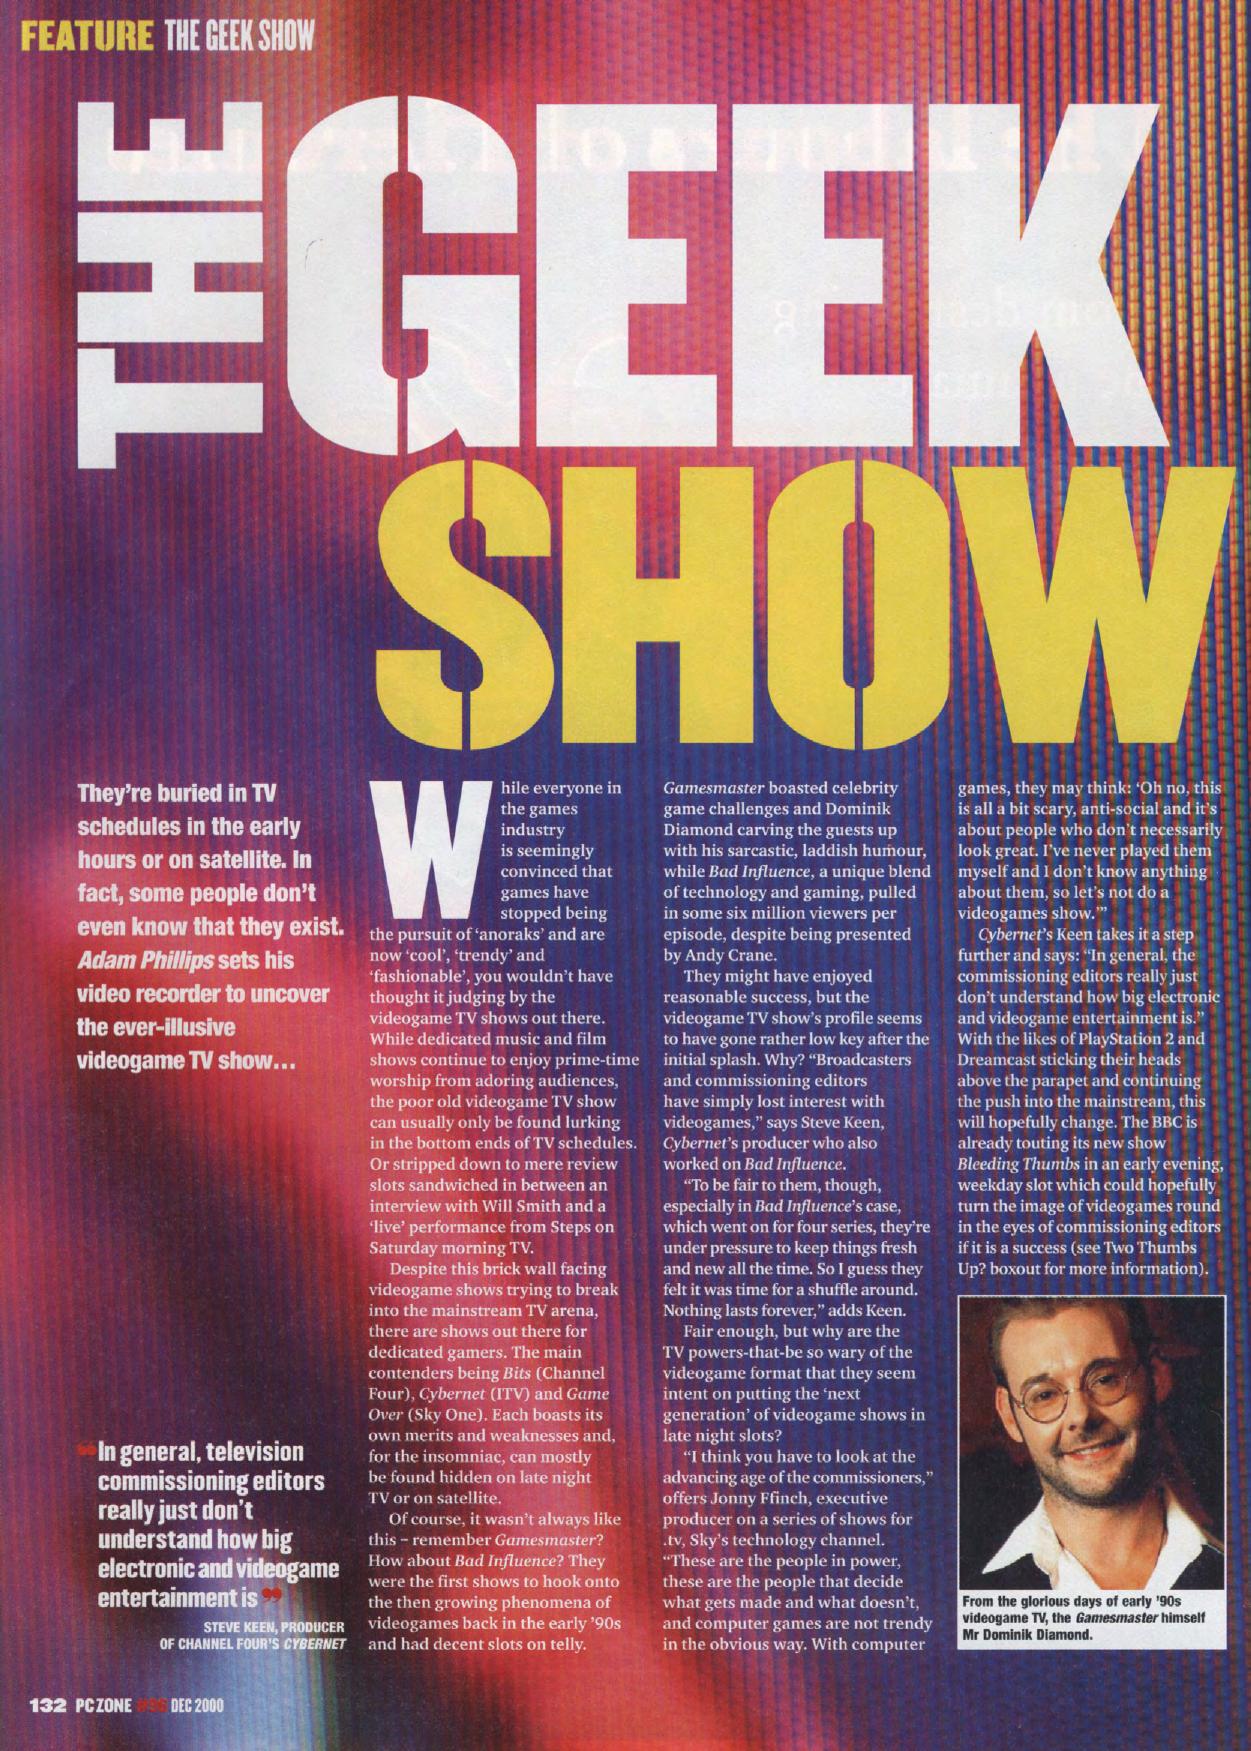 FEATURE THE GEEK SHOW
THE GEEK
SHOW
They're buried in TV
schedules in the early
hours or on satellite. In
fact, some people don't
even know that they exist.
Adam Phillips sets his
video recorder to uncover
the ever-illusive
videogame TV show...
“In general, television
commissioning editors
really just don't
understand how big
electronic and videogame
entertainment is”
STEVE KEEN, PRODUCER
OF CHANNEL FOUR'S CYBERNET
While everyone in
the games
industry
is seemingly
convinced that
games have
stopped being
the pursuit of ‘anoraks’ and are
now ‘cool’, ‘trendy’ and
‘fashionable’, you wouldn't have
thought it judging by the
videogame TV shows out there.
While dedicated music and film
shows continue to enjoy prime-time
worship from adoring audiences,
the poor old videogame TV show
can usually only be found lurking
in the bottom ends of TV schedules.
Or stripped down to mere review
slots sandwiched in between an
interview with Will Smith and a
‘live’ performance from Steps on
Saturday morning TV.
Despite this brick wall facing
videogame shows trying to break
into the mainstream TV arena,
there are shows out there for
dedicated gamers. The main
contenders being Bits (Channel
Four), Cybernet (ITV) and Game
Over (Sky One). Each boasts its
own merits and weaknesses and,
for the insomniac, can mostly
be found hidden on late night
TV or on satellite.
Of course, it wasn't always like
this – remember Gamesmaster?
How about Bad Influence? They
were the first shows to hook onto
the then growing phenomena of
videogames back in the early ’90s
and had decent slots on telly.
Gamesmaster boasted celebrity
game challenges and Dominik
Diamond carving the guests up
with his sarcastic, laddish humour,
while Bad Influence, a unique blend
of technology and gaming, pulled
in some six million viewers per
episode, despite being presented
by Andy Crane.
They might have enjoyed
reasonable success, but the
videogame TV show's profile seems
to have gone rather low key after the
initial splash. Why? “Broadcasters
and commissioning editors
have simply lost interest with
videogames,” says Steve Keen,
Cybernet's producer who also
worked on Bad Influence.
“To be fair to them, though,
especially in Bad Influence's case,
which went on for four series, they're
under pressure to keep things fresh
and new all the time. So I guess they
felt it was time for a shuffle around.
Nothing lasts forever,” adds Keen.
Fair enough, but why are the
TV powers-that-be so wary of the
videogame format that they seem
intent on putting the ‘next
generation’ of videogame shows in
late night slots?
“I think you have to look at the
advancing age of the commissioners,”
offers Jonny Ffinch, executive
producer on a series of shows for
.tv, Sky's technology channel.
“These are the people in power,
these are the people that decide
what gets made and what doesn't,
and computer games are not trendy
in the obvious way. With computer
games, they may think: ‘Oh no, this
is all a bit scary, anti-social and it's
about people who don't necessarily
look great. I've never played them
myself and I don't know anything
about them, so let's not do a
videogames show.’”
Cybernet's Keen takes it a step
further and says: “In general, the
commissioning editors really just
don't understand how big electronic
and videogame entertainment is.”
With the likes of PlayStation 2 and
Dreamcast sticking their heads
above the parapet and continuing
the push into the mainstream, this
will hopefully change. The BBC is
already touting its new show
Bleeding Thumbs in an early evening,
weekday slot which could hopefully
turn the image of videogames round
in the eyes of commissioning editors
if it is a success (see Two Thumbs
Up? boxout for more information).
From the glorious days of early ’90s
videogame TV, the Gamesmaster himself
Mr Dominik Diamond.
132 PCZONE #96 DEC 2000